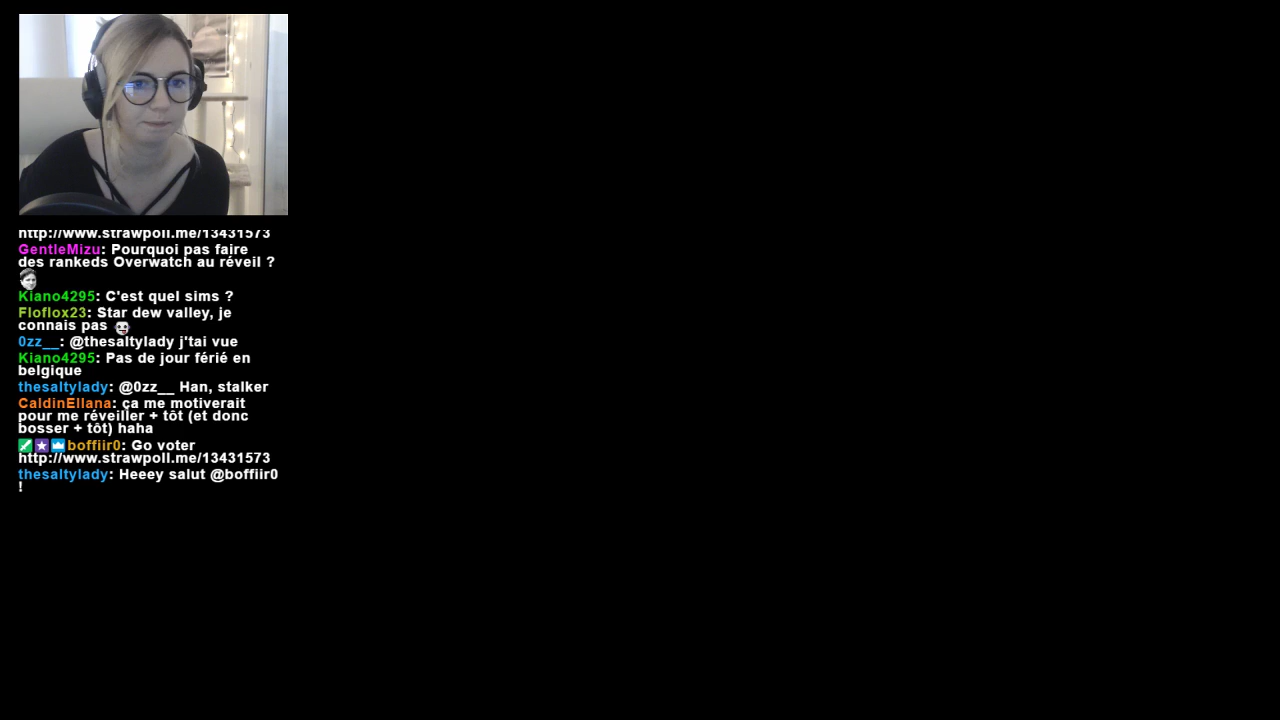 http://www.strawpoll.me/13431573
GentleMizu: Pourquoi pas faire
des rankeds Overwatch au réveil ?
Kiano4295: C'est quel sims ?
Floflox23: Star dew valley, je
connais pas
0zz__: @thesaltylady j'tai vue
Kiano4295: Pas de jour férié en
belgique
thesaltylady: @0zz__ Han, stalker
CaldinEllana: ça me motiverait
pour me réveiller + tôt (et donc
bosser + tôt) haha
boffiir0: Go voter
http://www.strawpoll.me/13431573
thesaltylady: Heeey salut @boffiir0
!